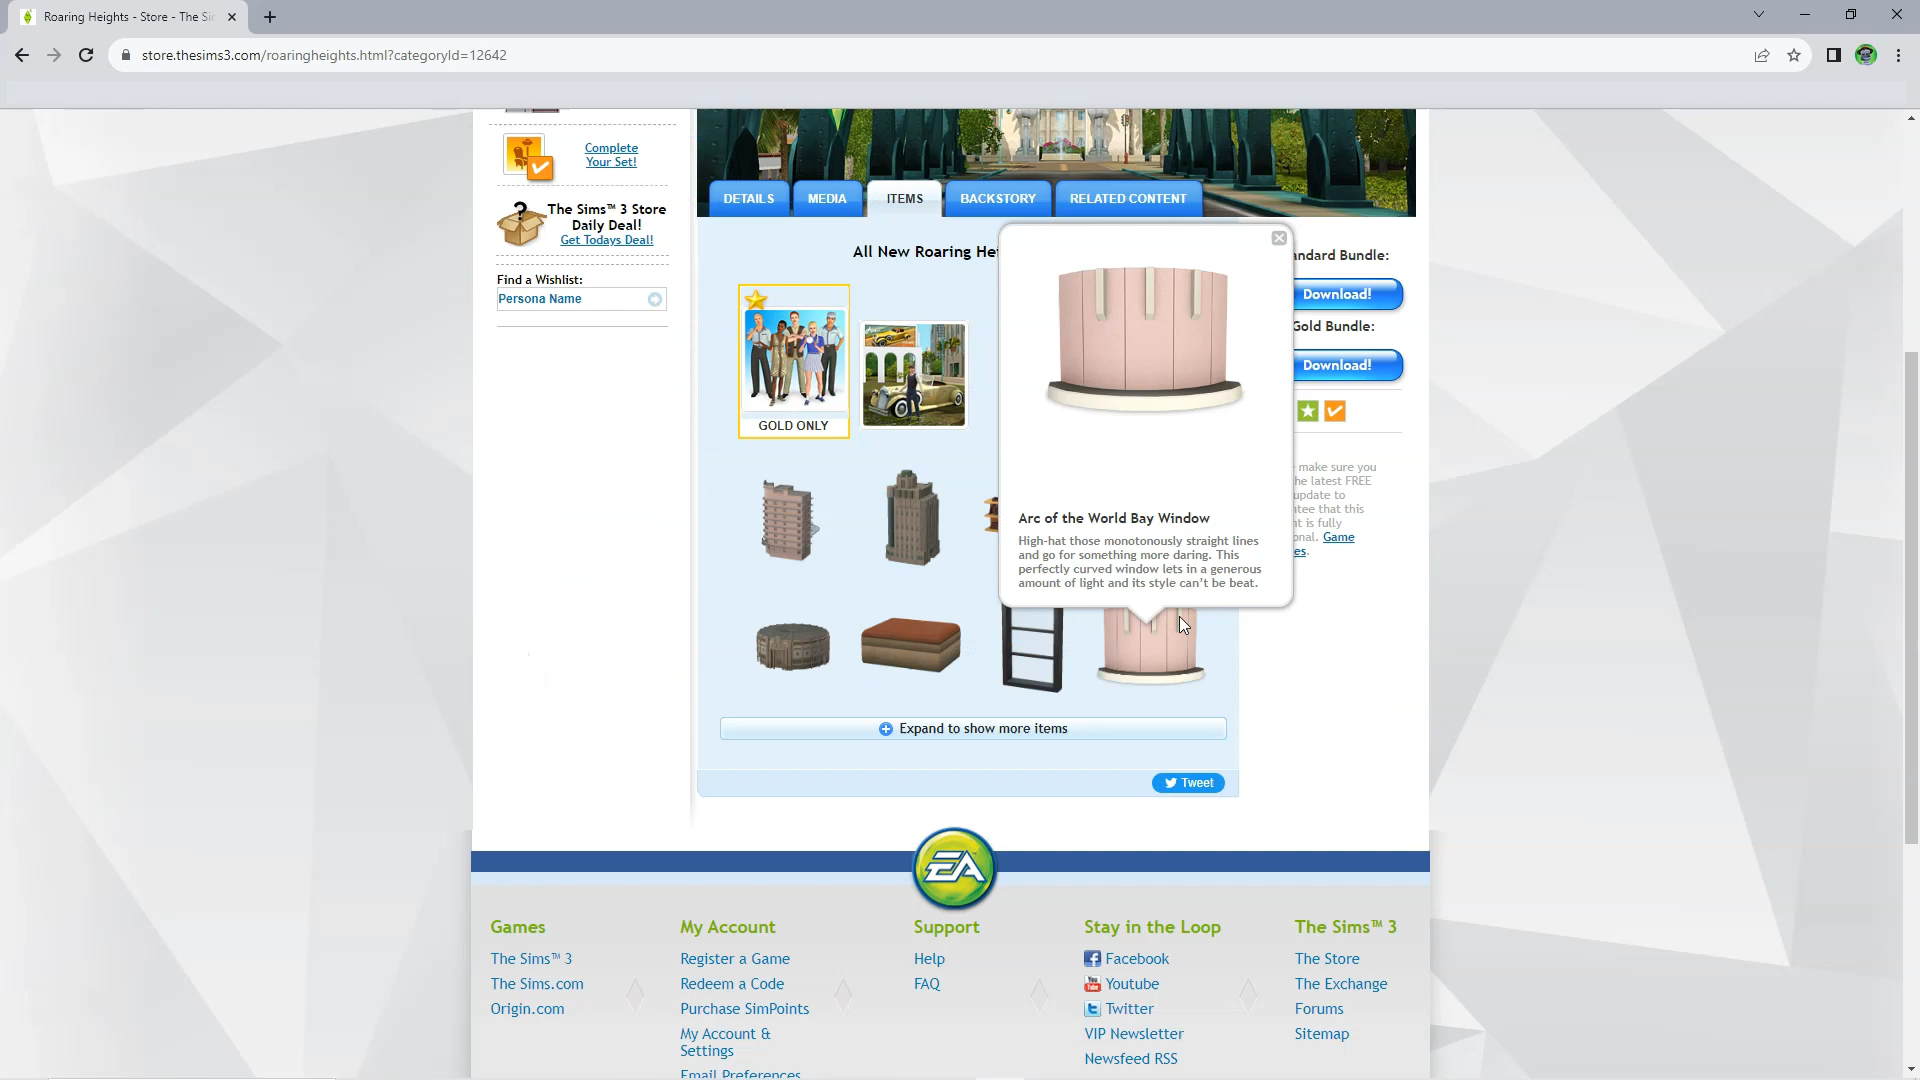 Roaring Heights - Store - The Si
store.thesims3.com/roaringheights.html?categoryId=12642
Complete
Your Set!
The Sims™ 3 Store
Daily Deal!
Get Todays Deal!
Find a Wishlist:
Persona Name
DETAILS
MEDIA
ITEMS
BACKSTORY
RELATED CONTENT
All New Roaring Hei
GOLD ONLY
Arc of the World Bay Window
High-hat those monotonously straight lines
and go for something more daring. This
perfectly curved window lets in a generous
amount of light and its style can't be beat.
ndard Bundle:
Download!
Gold Bundle:
Download!
make sure you
he latest FREE
update to
tee that this
t is fully
onal. Game
es.
Expand to show more items
Tweet
EA
Games
The Sims™ 3
The Sims.com
Origin.com
My Account
Register a Game
Redeem a Code
Purchase SimPoints
My Account &
Settings
Email Preferences
Support
Help
FAQ
Stay in the Loop
Facebook
Youtube
Twitter
VIP Newsletter
Newsfeed RSS
The Sims™ 3
The Store
The Exchange
Forums
Sitemap